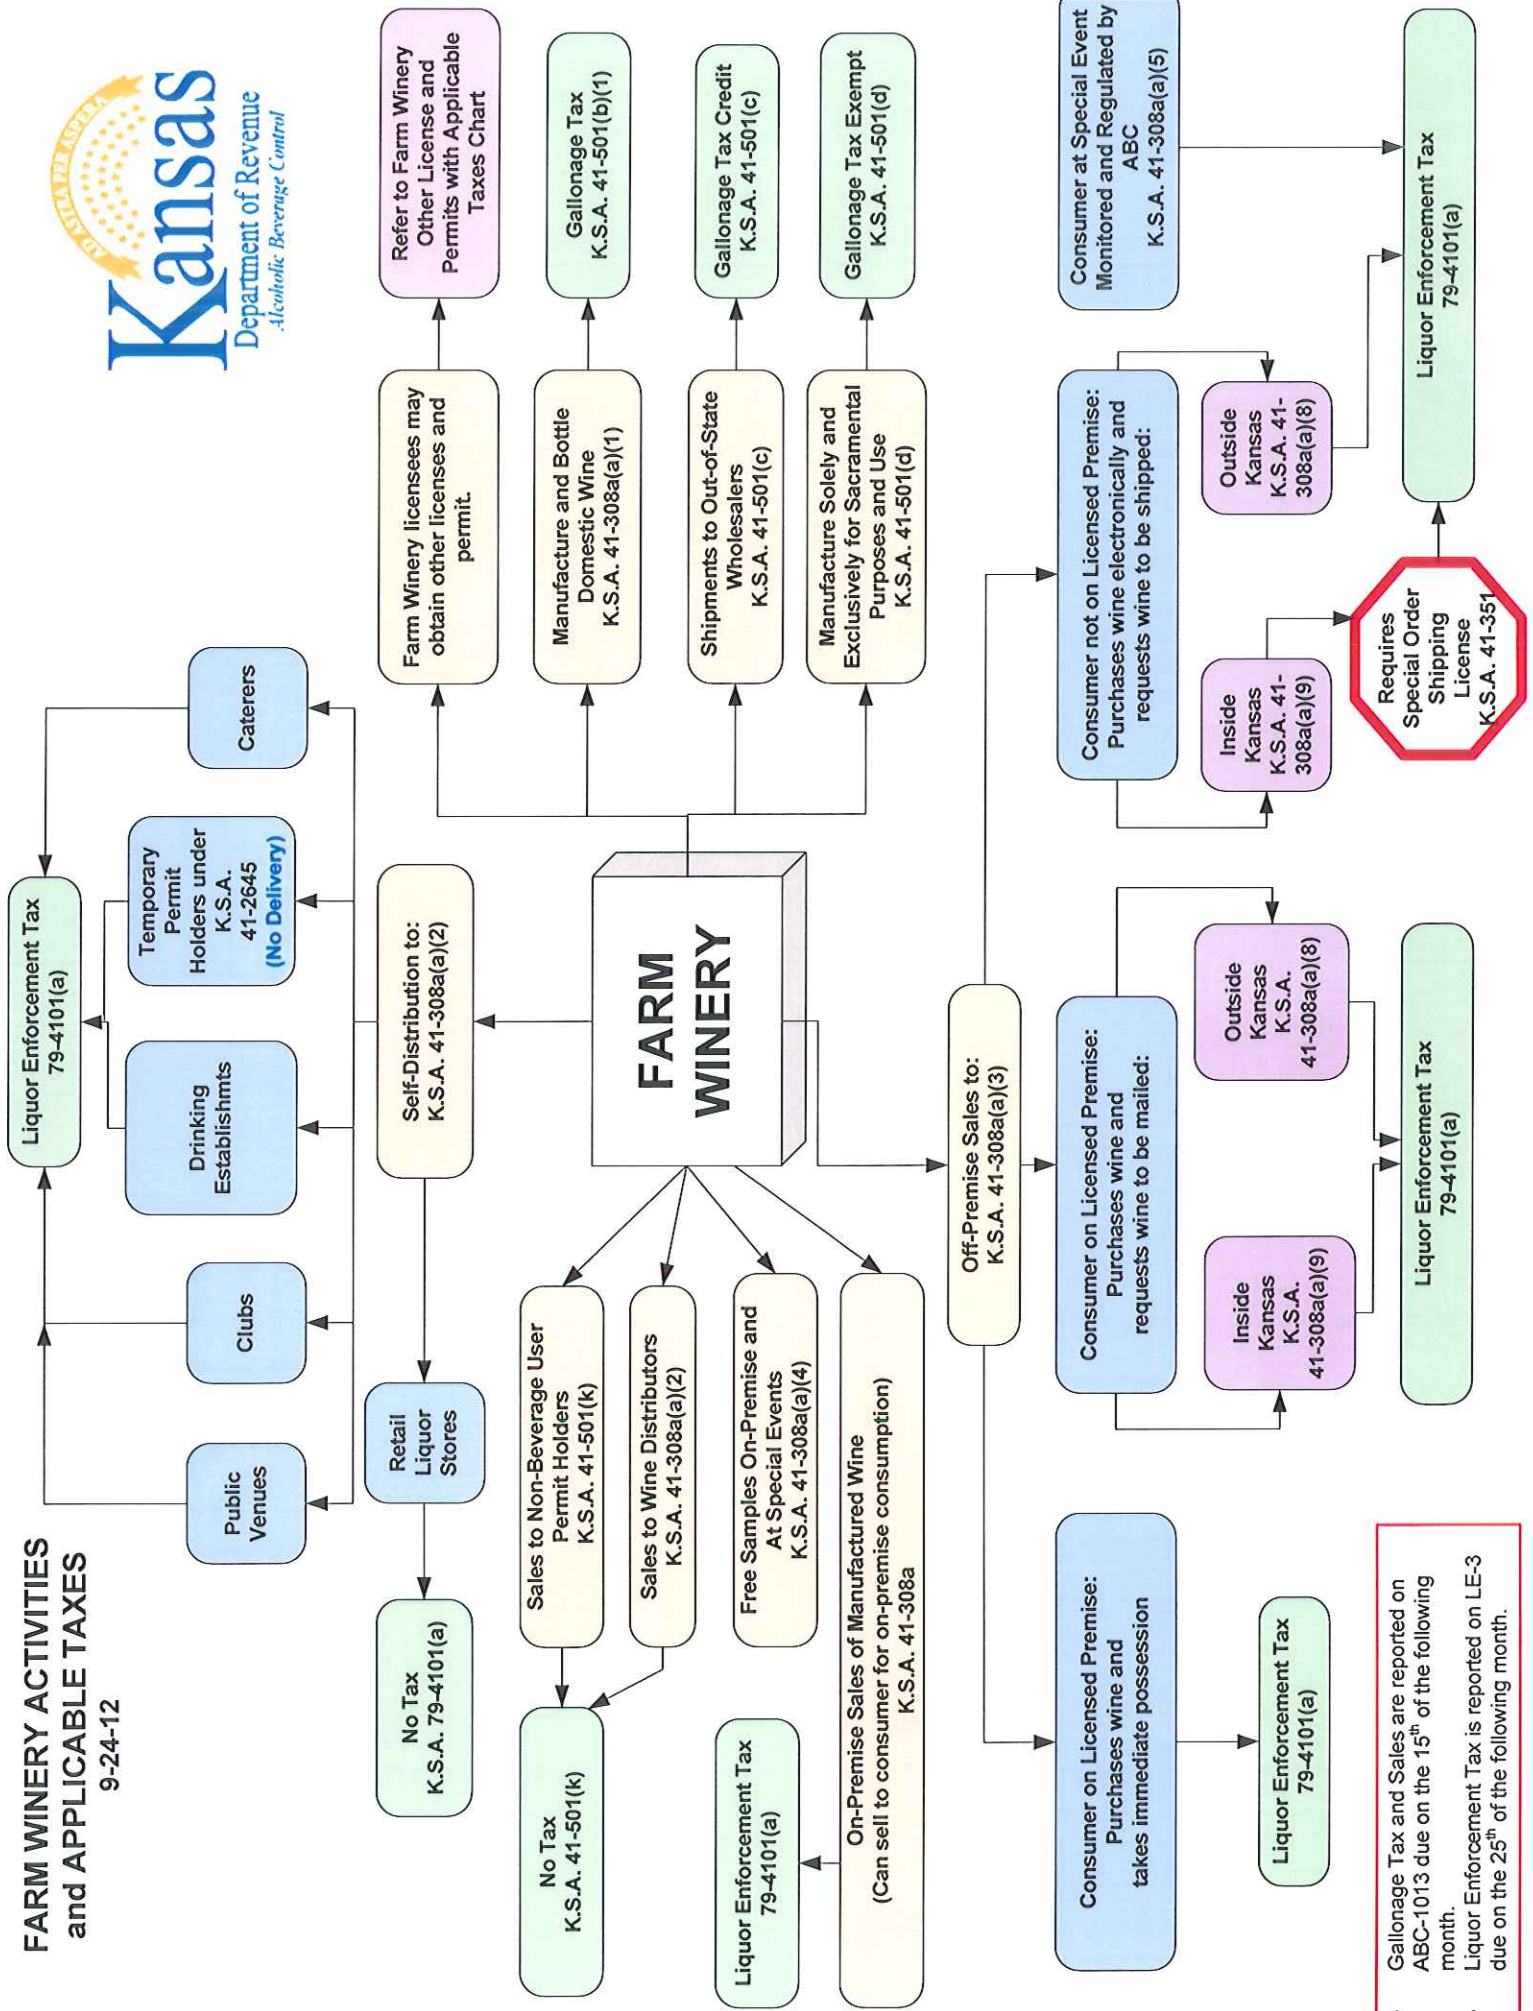 FARM WINERY ACTIVITIES
and APPLICABLE TAXES
9-24-12
AD ASTRA PER ASPERA
Kansas
Department of Revenue
Alcoholic Beverage Control
Liquor Enforcement Tax
79-4101(a)
Public
Venues
Clubs
Drinking
Establishmts
Temporary
Permit
Holders under
K.S.A.
41-2645
(No Delivery)
Caterers
No Tax
K.S.A. 79-4101(a)
Retail
Liquor
Stores
Self-Distribution to:
K.S.A. 41-308a(a)(2)
Farm Winery licensees may
obtain other licenses and
permit.
Refer to Farm Winery
Other License and
Permits with Applicable
Taxes Chart
No Tax
K.S.A. 41-501(k)
Sales to Non-Beverage User
Permit Holders
K.S.A. 41-501(k)
Sales to Wine Distributors
K.S.A. 41-308a(a)(2)
FARM
WINERY
Manufacture and Bottle
Domestic Wine
K.S.A. 41-308a(a)(1)
Gallonage Tax
K.S.A. 41-501(b)(1)
Shipments to Out-of-State
Wholesalers
K.S.A. 41-501(c)
Gallonage Tax Credit
K.S.A. 41-501(c)
Liquor Enforcement Tax
79-4101(a)
Free Samples On-Premise and
At Special Events
K.S.A. 41-308a(a)(4)
Manufacture Solely and
Exclusively for Sacramental
Purposes and Use
K.S.A. 41-501(d)
Gallonage Tax Exempt
K.S.A. 41-501(d)
On-Premise Sales of Manufactured Wine
(Can sell to consumer for on-premise consumption)
K.S.A. 41-308a
Off-Premise Sales to:
K.S.A. 41-308a(a)(3)
Consumer on Licensed Premise:
Purchases wine and
takes immediate possession
Consumer on Licensed Premise:
Purchases wine and
requests wine to be mailed:
Consumer not on Licensed Premise:
Purchases wine electronically and
requests wine to be shipped:
Consumer at Special Event
Monitored and Regulated by
ABC
K.S.A. 41-308a(a)(5)
Liquor Enforcement Tax
79-4101(a)
Inside
Kansas
K.S.A.
41-308a(a)(9)
Outside
Kansas
K.S.A.
41-308a(a)(8)
Inside
Kansas
K.S.A. 41-
308a(a)(9)
Outside
Kansas
K.S.A. 41-
308a(a)(8)
Liquor Enforcement Tax
79-4101(a)
Requires
Special Order
Shipping
License
K.S.A. 41-351
Liquor Enforcement Tax
79-4101(a)
Gallonage Tax and Sales are reported on
ABC-1013 due on the 15th of the following
month.
Liquor Enforcement Tax is reported on LE-3
due on the 25th of the following month.